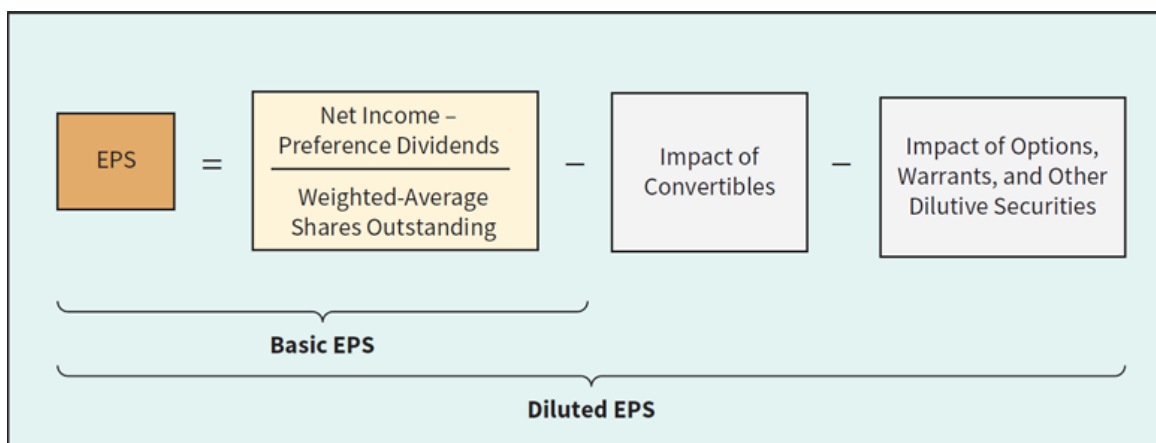 EPS
=
Net Income –
Preference Dividends
Weighted-Average
Shares Outstanding
–
Impact of
Convertibles
–
Impact of Options,
Warrants, and Other
Dilutive Securities
Basic EPS
Diluted EPS